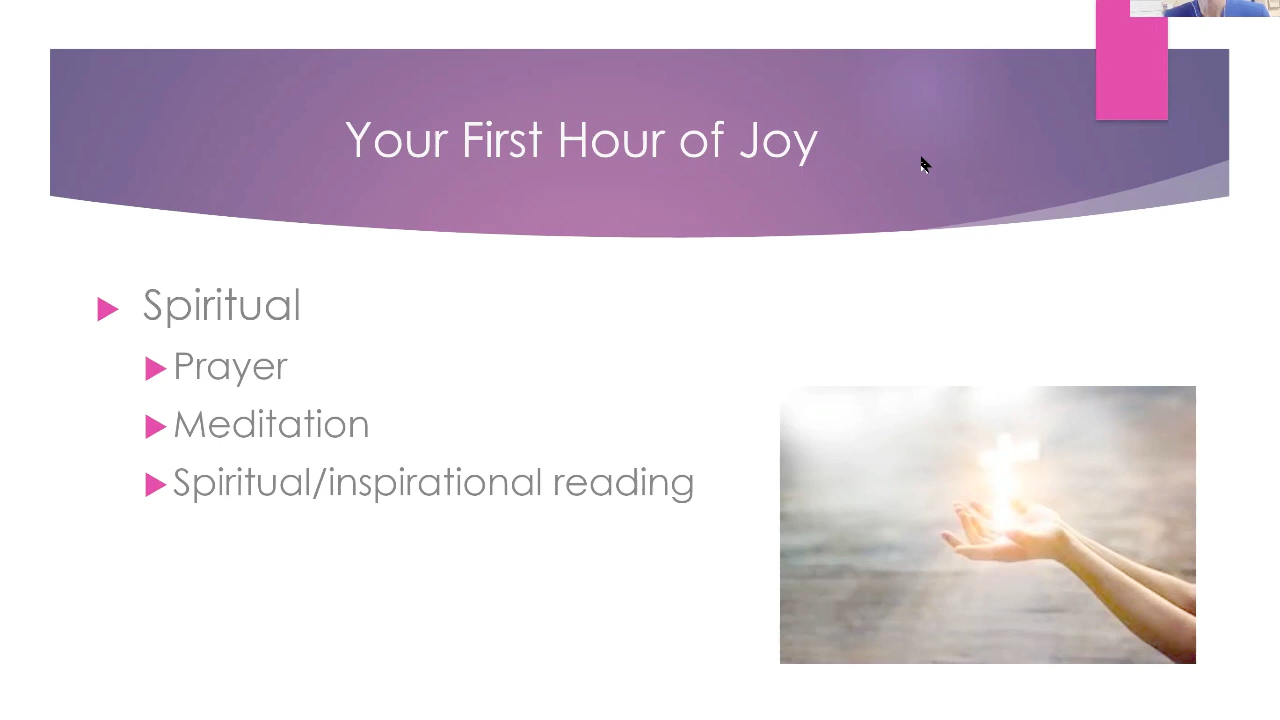 Your First Hour of Joy
Spiritual
Prayer
Meditation
Spiritual/inspirational reading